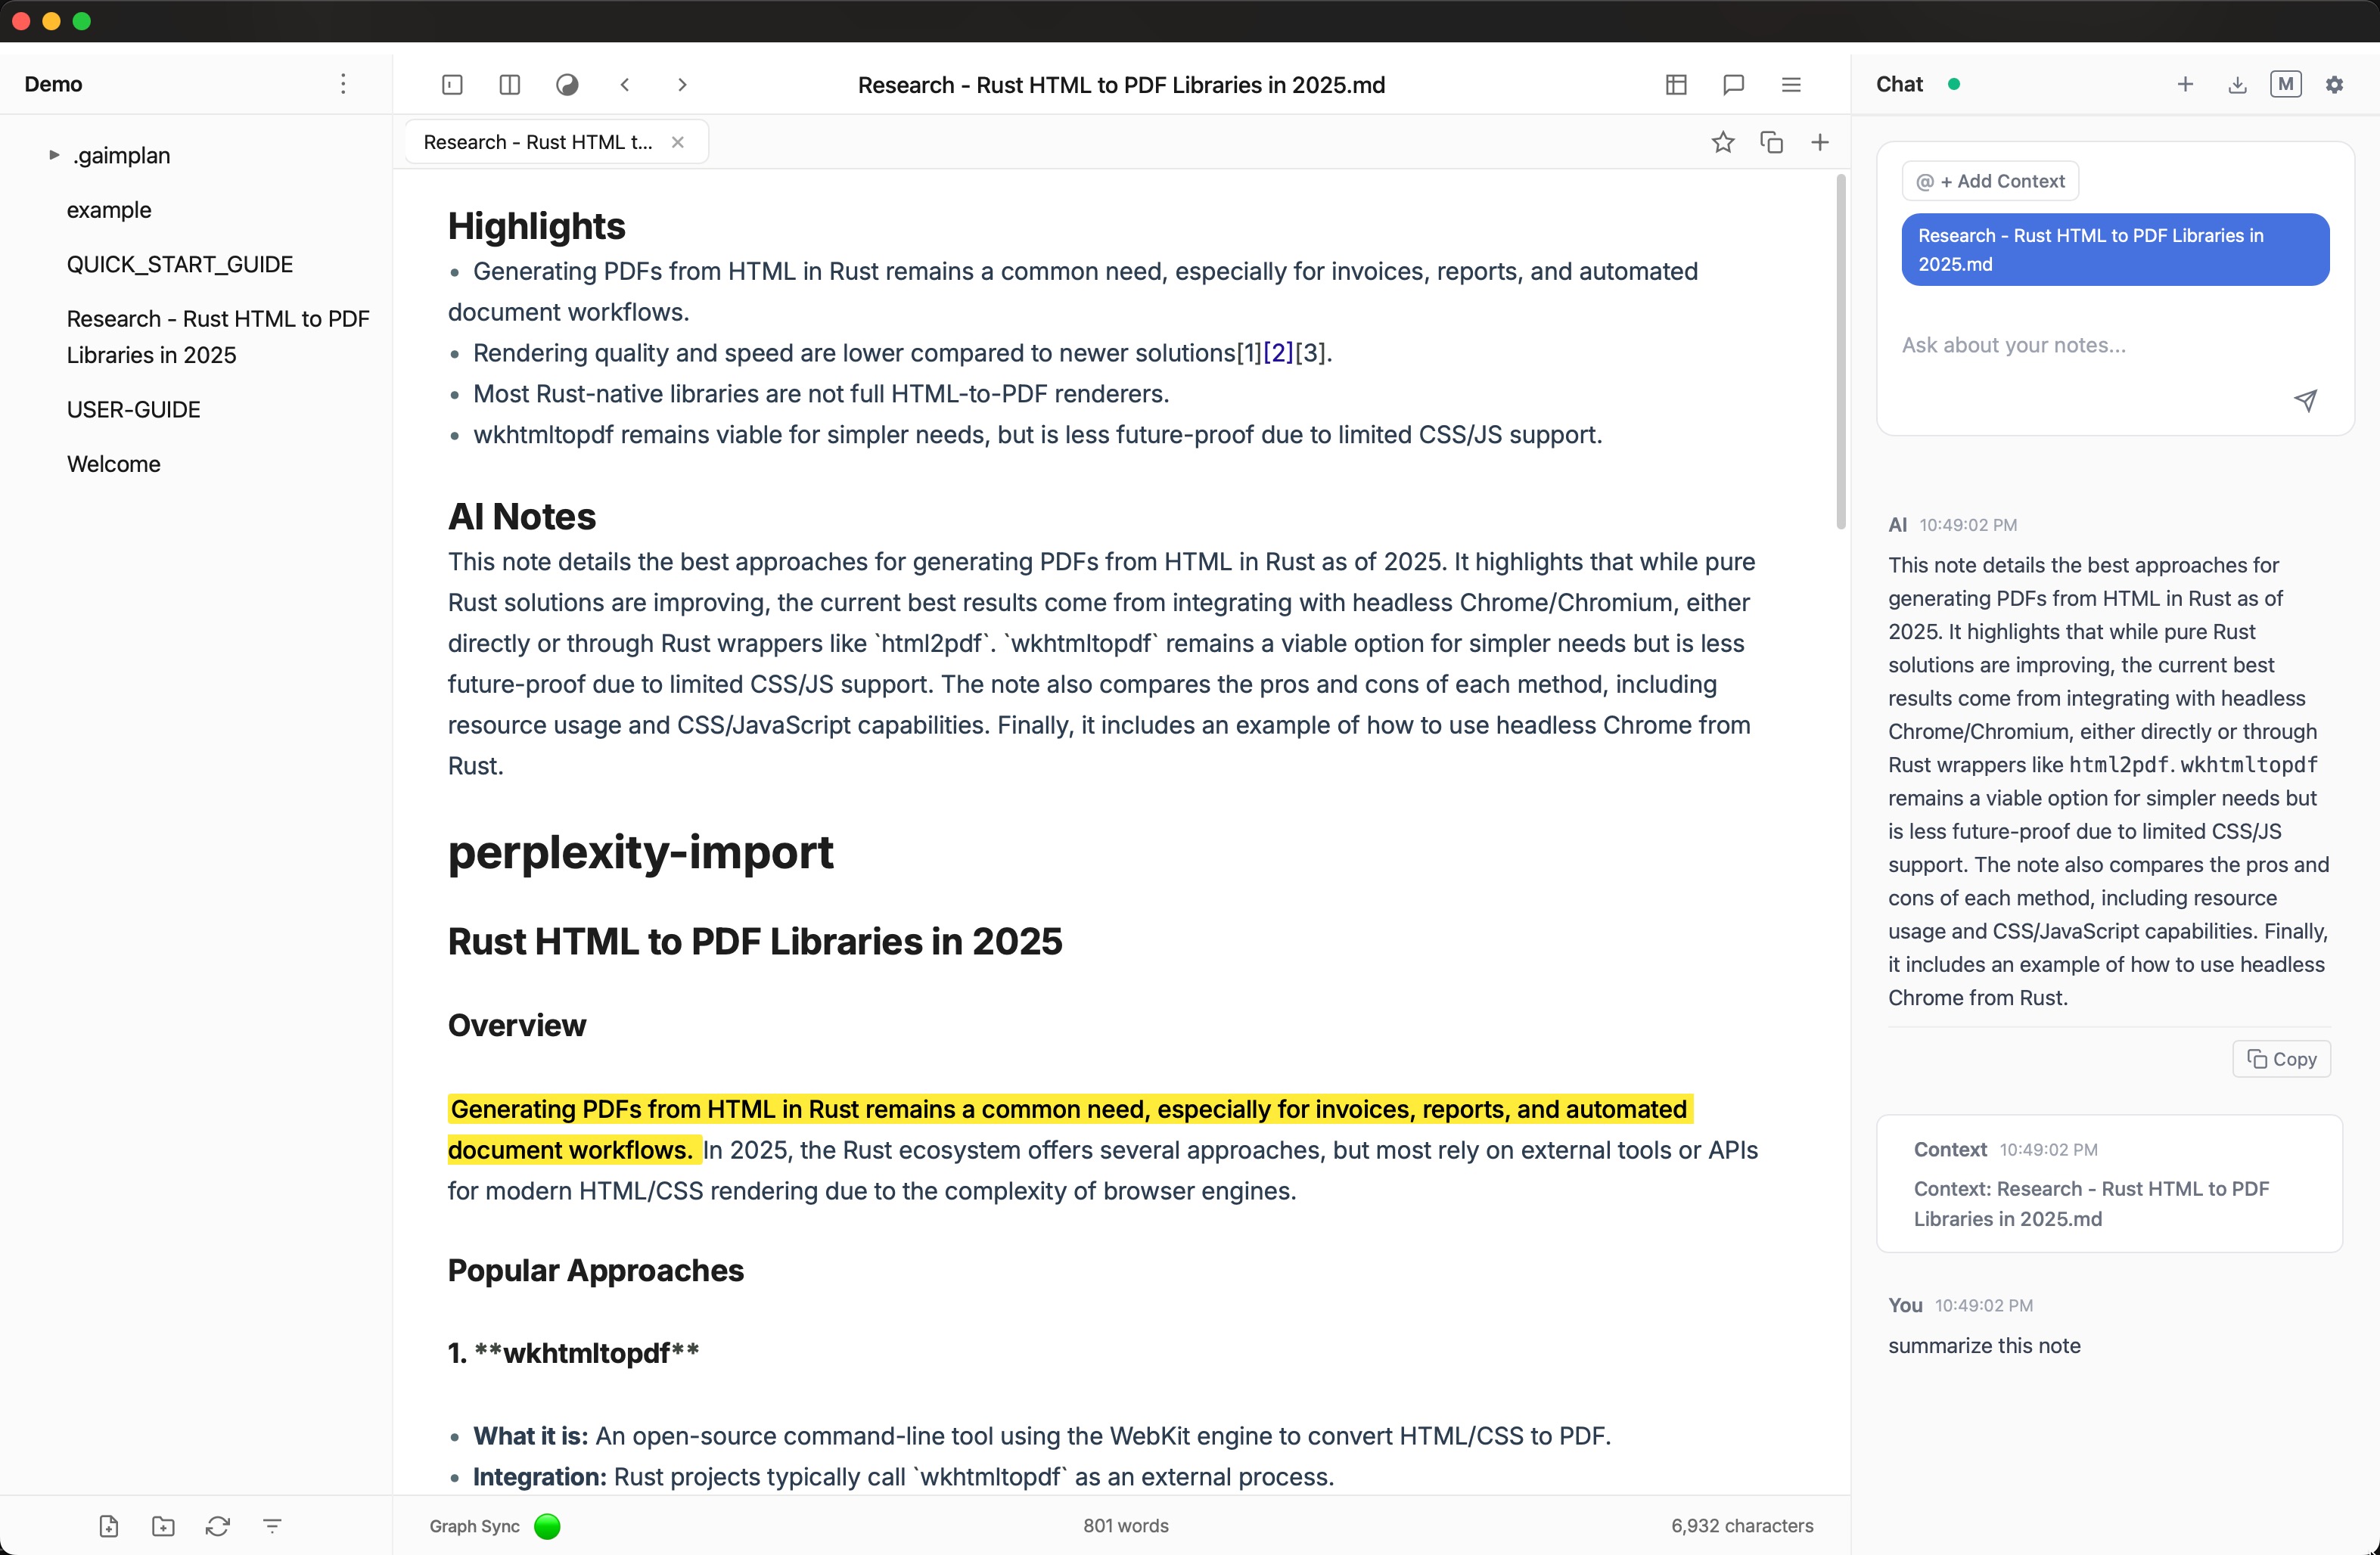 Demo
.gaimplan
example
QUICK_START_GUIDE
Research - Rust HTML to PDF
Libraries in 2025
USER-GUIDE
Welcome
Research - Rust HTML to PDF Libraries in 2025.md
Research - Rust HTML t...
Highlights
• Generating PDFs from HTML in Rust remains a common need, especially for invoices, reports, and automated
document workflows.
• Rendering quality and speed are lower compared to newer solutions[1][2][3].
• Most Rust-native libraries are not full HTML-to-PDF renderers.
• wkhtmltopdf remains viable for simpler needs, but is less future-proof due to limited CSS/JS support.
AI Notes
This note details the best approaches for generating PDFs from HTML in Rust as of 2025. It highlights that while pure
Rust solutions are improving, the current best results come from integrating with headless Chrome/Chromium, either
directly or through Rust wrappers like `html2pdf`. `wkhtmltopdf` remains a viable option for simpler needs but is less
future-proof due to limited CSS/JS support. The note also compares the pros and cons of each method, including
resource usage and CSS/JavaScript capabilities. Finally, it includes an example of how to use headless Chrome from
Rust.
perplexity-import
Rust HTML to PDF Libraries in 2025
Overview
Generating PDFs from HTML in Rust remains a common need, especially for invoices, reports, and automated
document workflows. In 2025, the Rust ecosystem offers several approaches, but most rely on external tools or APIs
for modern HTML/CSS rendering due to the complexity of browser engines.
Popular Approaches
1. **wkhtmltopdf**
• What it is: An open-source command-line tool using the WebKit engine to convert HTML/CSS to PDF.
• Integration: Rust projects typically call `wkhtmltopdf` as an external process.
Graph Sync
801 words
6,932 characters
Chat
M
@ + Add Context
Research - Rust HTML to PDF Libraries in
2025.md
Ask about your notes...
AI 10:49:02 PM
This note details the best approaches for
generating PDFs from HTML in Rust as of
2025. It highlights that while pure Rust
solutions are improving, the current best
results come from integrating with headless
Chrome/Chromium, either directly or through
Rust wrappers like html2pdf. wkhtmltopdf
remains a viable option for simpler needs but
is less future-proof due to limited CSS/JS
support. The note also compares the pros and
cons of each method, including resource
usage and CSS/JavaScript capabilities. Finally,
it includes an example of how to use headless
Chrome from Rust.
Copy
Context 10:49:02 PM
Context: Research - Rust HTML to PDF
Libraries in 2025.md
You 10:49:02 PM
summarize this note